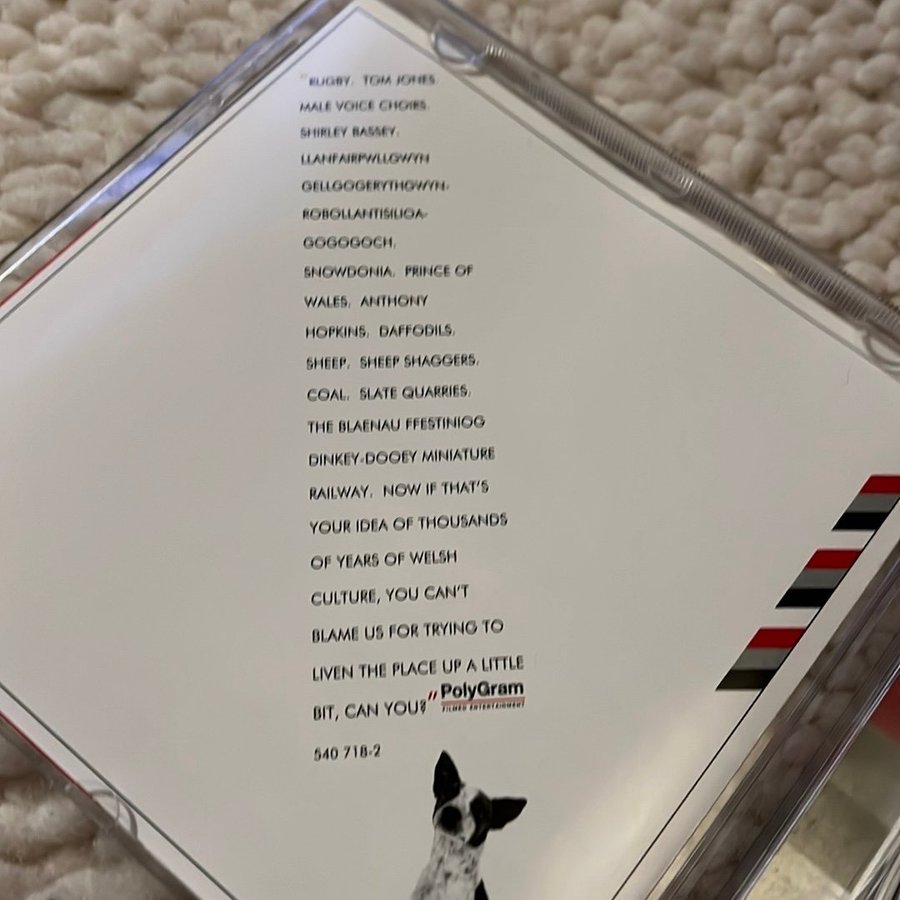 "RUGBY. TOM JONES.
MALE VOICE CHOIRS.
SHIRLEY BASSEY.
LLANFAIRPWLLGWYN
GELLGOGERYTHGWYN-
ROBOLLANTISILIOA-
GOGOGOCH.
SNOWDONIA. PRINCE OF
WALES. ANTHONY
HOPKINS. DAFFODILS.
SHEEP. SHEEP SHAGGERS.
COAL. SLATE QUARRIES.
THE BLAENAU FFESTINIOG
DINKEY-DOOEY MINIATURE
RAILWAY. NOW IF THAT'S
YOUR IDEA OF THOUSANDS
OF YEARS OF WELSH
CULTURE, YOU CAN'T
BLAME US FOR TRYING TO
LIVEN THE PLACE UP A LITTLE
BIT, CAN YOU?"
PolyGram
FILMED ENTERTAINMENT
540 718-2